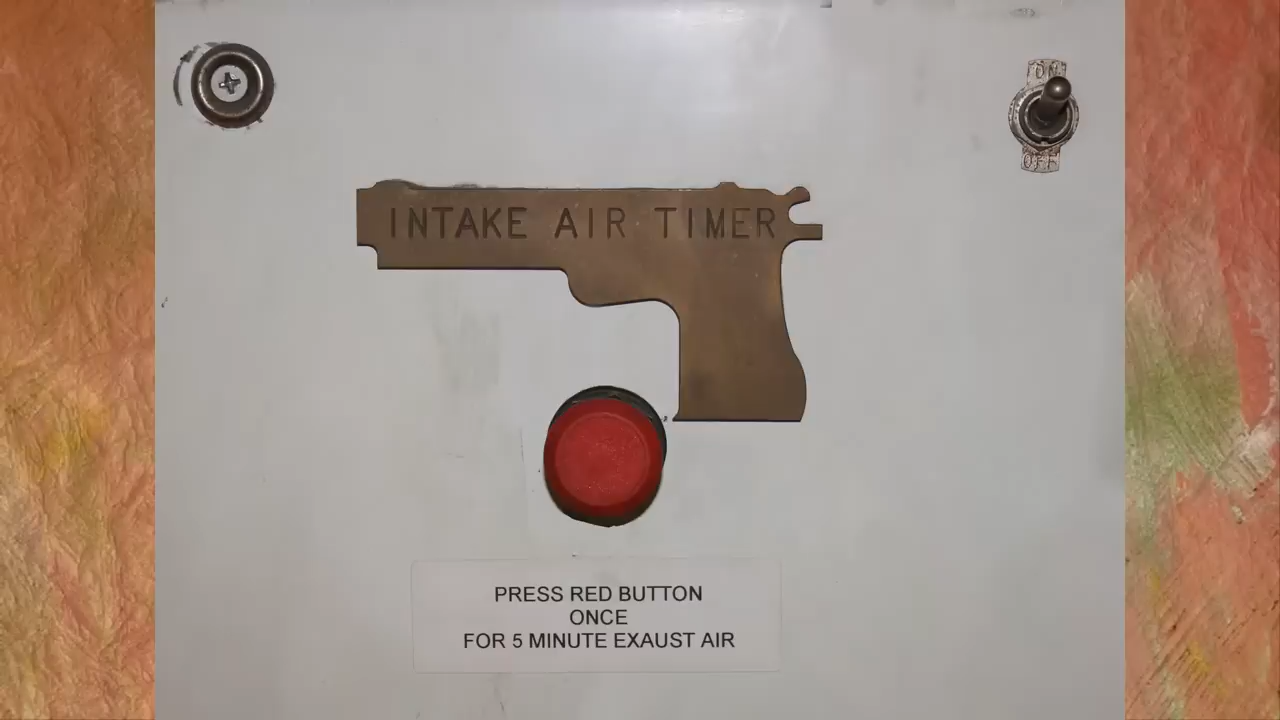 ON
OFF
INTAKE AIR TIMER
PRESS RED BUTTON
ONCE
FOR 5 MINUTE EXAUST AIR